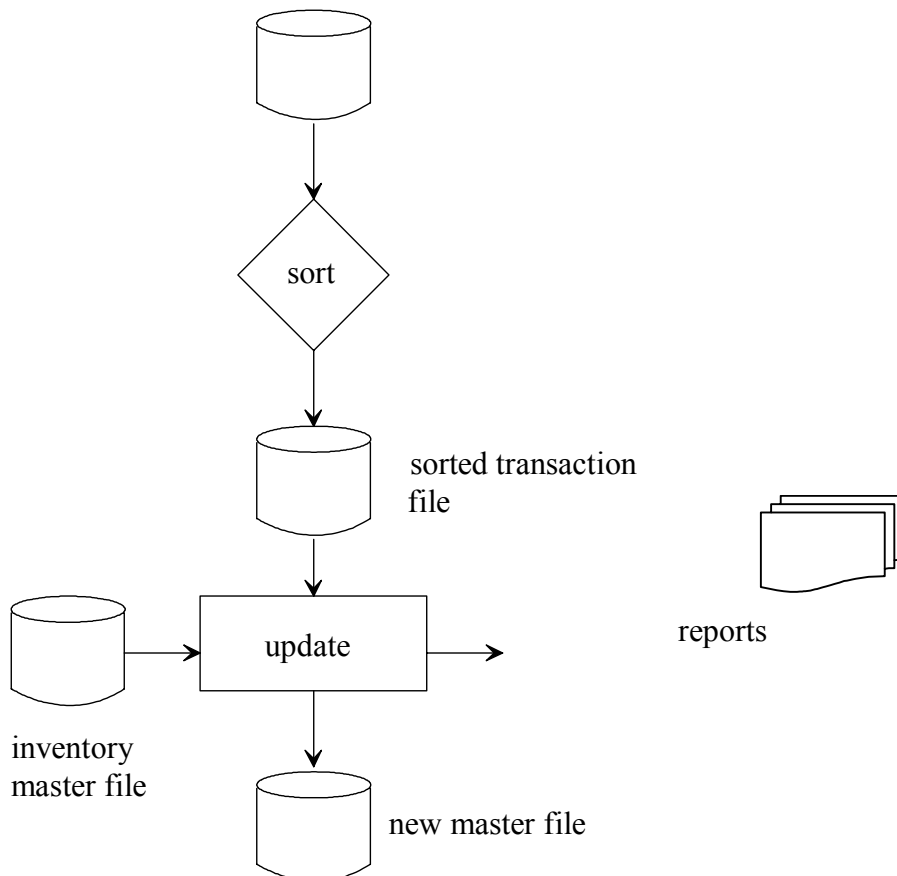 sort
sorted transaction
file
reports
update
inventory
master file
new master file